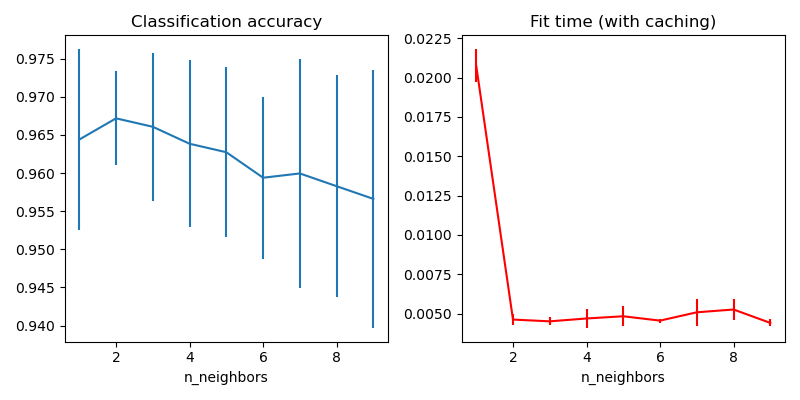 Classification accuracy
0.975
0.970
0.965
0.960
0.955
0.950
0.945
0.940
2 4 6 8
n_neighbors
Fit time (with caching)
0.0225
0.0200
0.0175
0.0150
0.0125
0.0100
0.0075
0.0050
2 4 6 8
n_neighbors